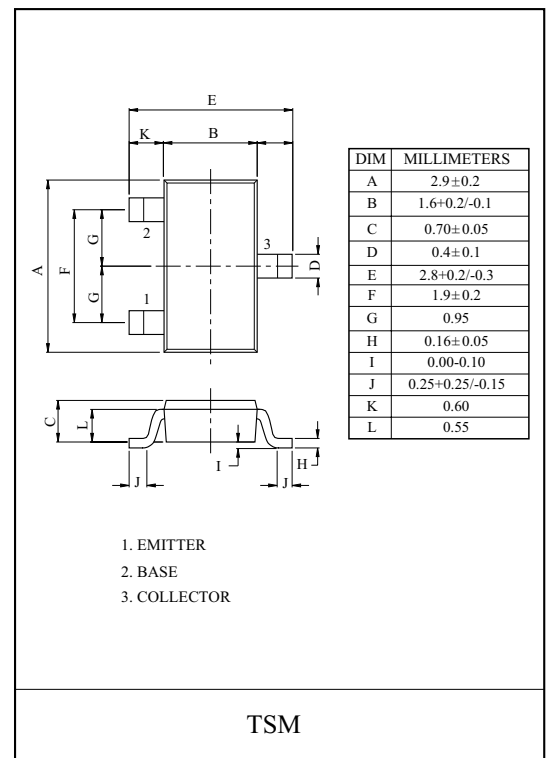 E
K B
A F G G
2
3
D
1
DIM MILLIMETERS
A 2.9±0.2
B 1.6+0.2/-0.1
C 0.70±0.05
D 0.4±0.1
E 2.8+0.2/-0.3
F 1.9±0.2
G 0.95
H 0.16±0.05
I 0.00-0.10
J 0.25+0.25/-0.15
K 0.60
L 0.55
C L
J I J H
1. EMITTER
2. BASE
3. COLLECTOR
TSM